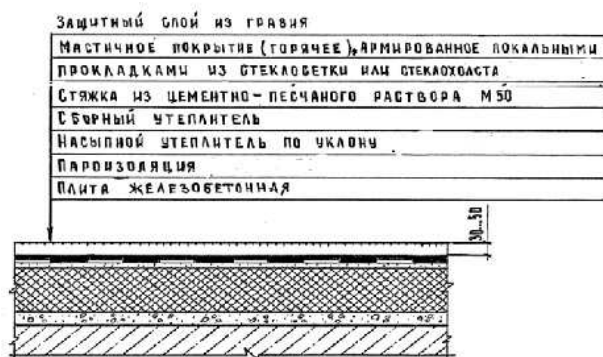 Защитный слой из гравия
Мастичное покрытие (горячее), армированное локальными
прокладками из стеклосетки или стеклохолста
Стяжка из цементно-песчаного раствора М50
Сборный утеплитель
Насыпной утеплитель по уклону
Пароизоляция
Плита железобетонная
30...50